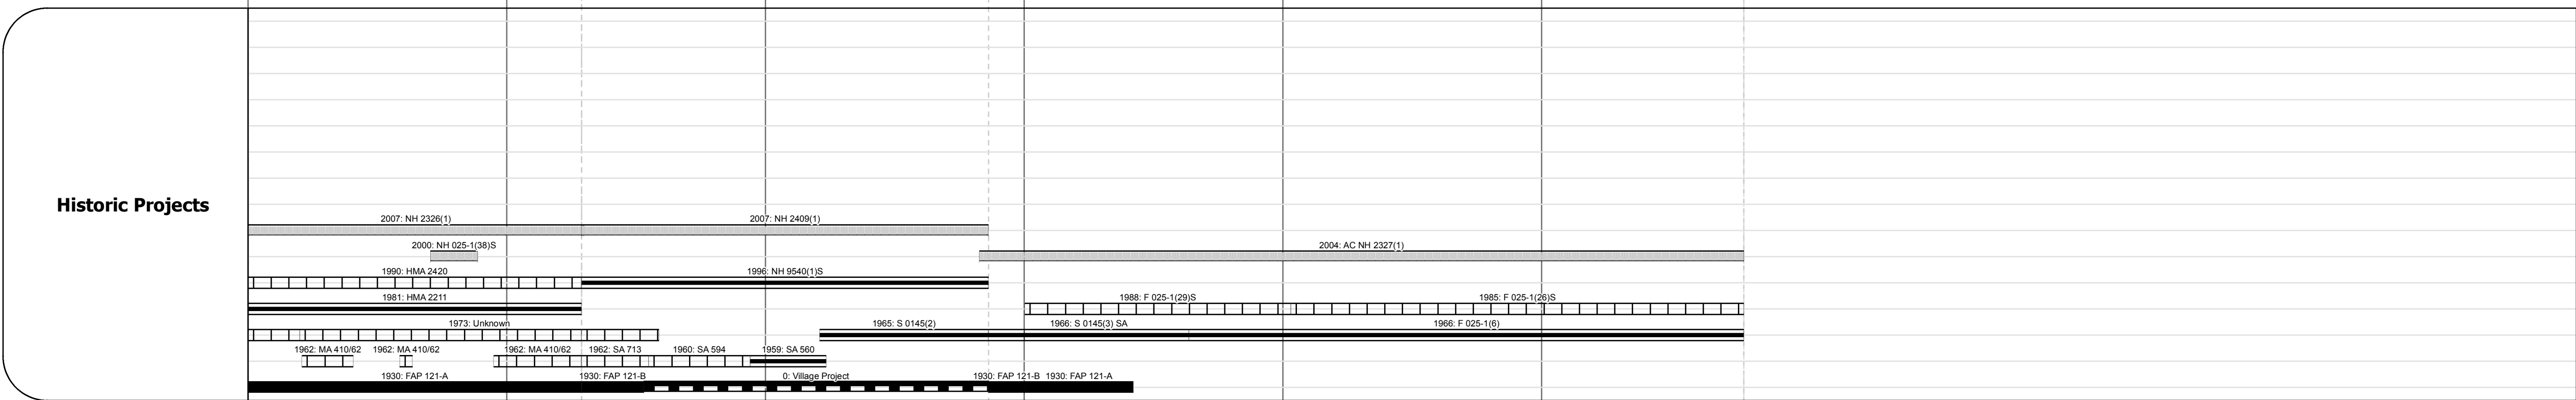 Historic Projects
2007: NH 2326(1) 2007: NH 2409(1)
2000: NH 025-1(38)S 2004: AC NH 2327(1)
1990: HMA 2420 1996: NH 9540(1)S
1981: HMA 2211 1988: F 025-1(29)S 1985: F 025-1(26)S
1973: Unknown 1965: S 0145(2) 1966: S 0145(3) SA 1966: F 025-1(6)
1962: MA 410/62 1962: MA 410/62 1962: MA 410/62 1962: SA 713 1960: SA 594 1959: SA 560
1930: FAP 121-A 1930: FAP 121-B 0: Village Project 1930: FAP 121-B 1930: FAP 121-A